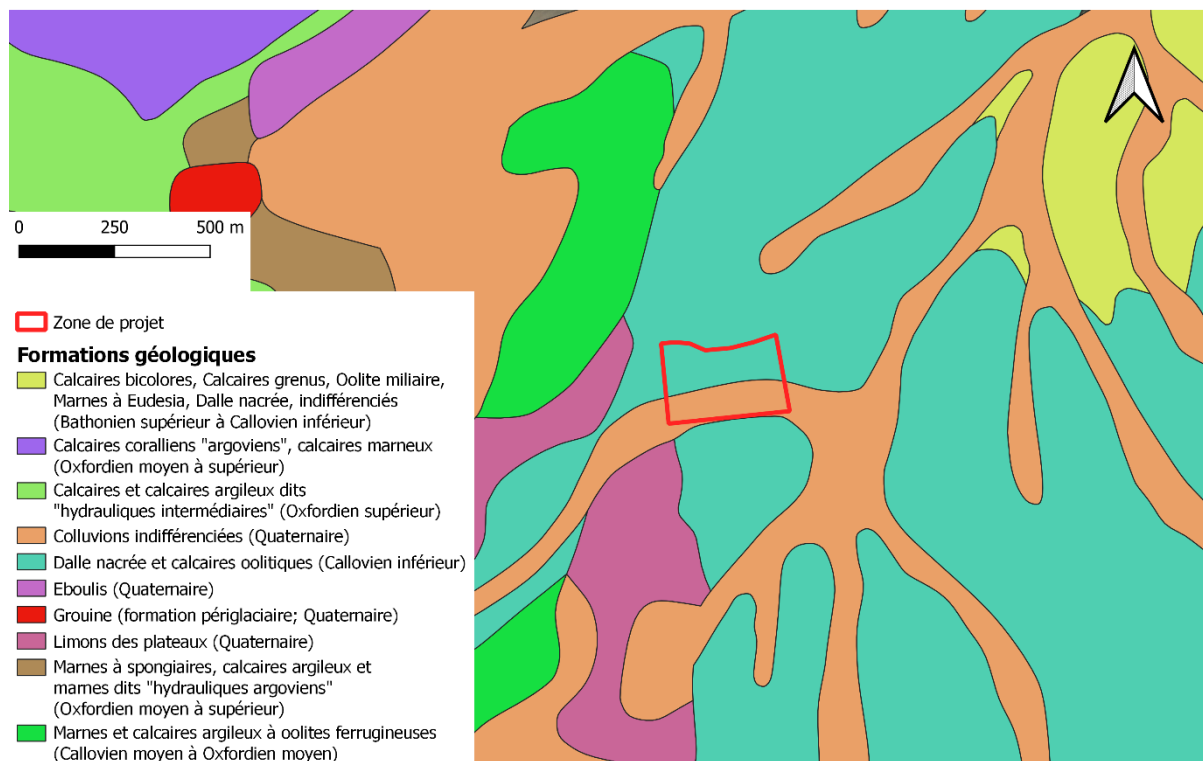 0 250 500 m
Zone de projet
Formations géologiques
Calcaires bicolores, Calcaires grenus, Oolite miliaire,
Marnes à Eudesia, Dalle nacrée, indifférenciés
(Bathonien supérieur à Callovien inférieur)
Calcaires coralliens "argoviens", calcaires marneux
(Oxfordien moyen à supérieur)
Calcaires et calcaires argileux dits
"hydrauliques intermédiaires" (Oxfordien supérieur)
Colluvions indifférenciées (Quaternaire)
Dalle nacrée et calcaires oolitiques (Callovien inférieur)
Eboulis (Quaternaire)
Grouine (formation périglaciaire; Quaternaire)
Limons des plateaux (Quaternaire)
Marnes à spongiaires, calcaires argileux et
marnes dits "hydrauliques argoviens"
(Oxfordien moyen à supérieur)
Marnes et calcaires argileux à oolites ferrugineuses
(Callovien moyen à Oxfordien moyen)